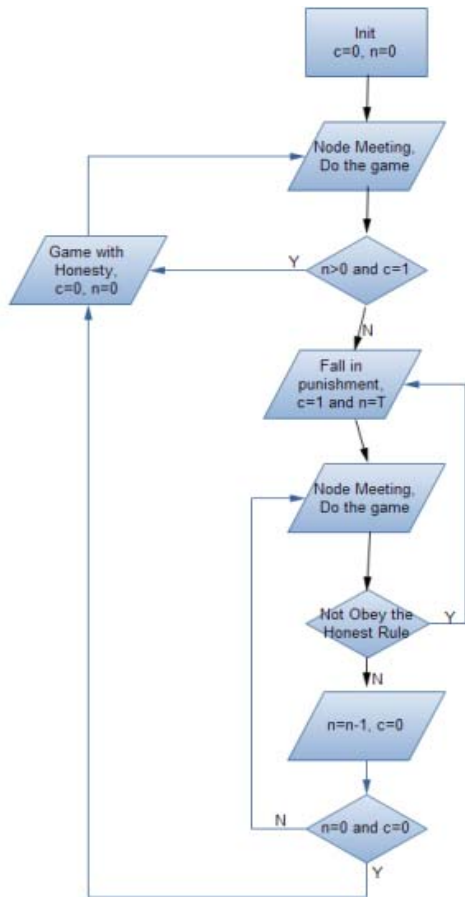 Init
c=0, n=0
Node Meeting,
Do the game
Game with
Honesty,
c=0, n=0
Y
n>0 and c=1
N
Fall in
punishment,
c=1 and n=T
Node Meeting,
Do the game
Not Obey the
Honest Rule
Y
N
n=n-1, c=0
N
n=0 and c=0
Y